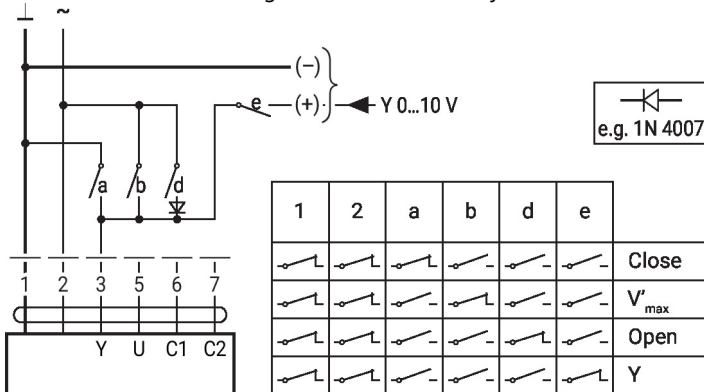 ⊥ ~
(–)
e (+) Y 0...10 V
e.g. 1N 4007
a b d
1 2 a b d e
Close
V'max
Open
Y
1 2 3 5 6 7
Y U C1 C2